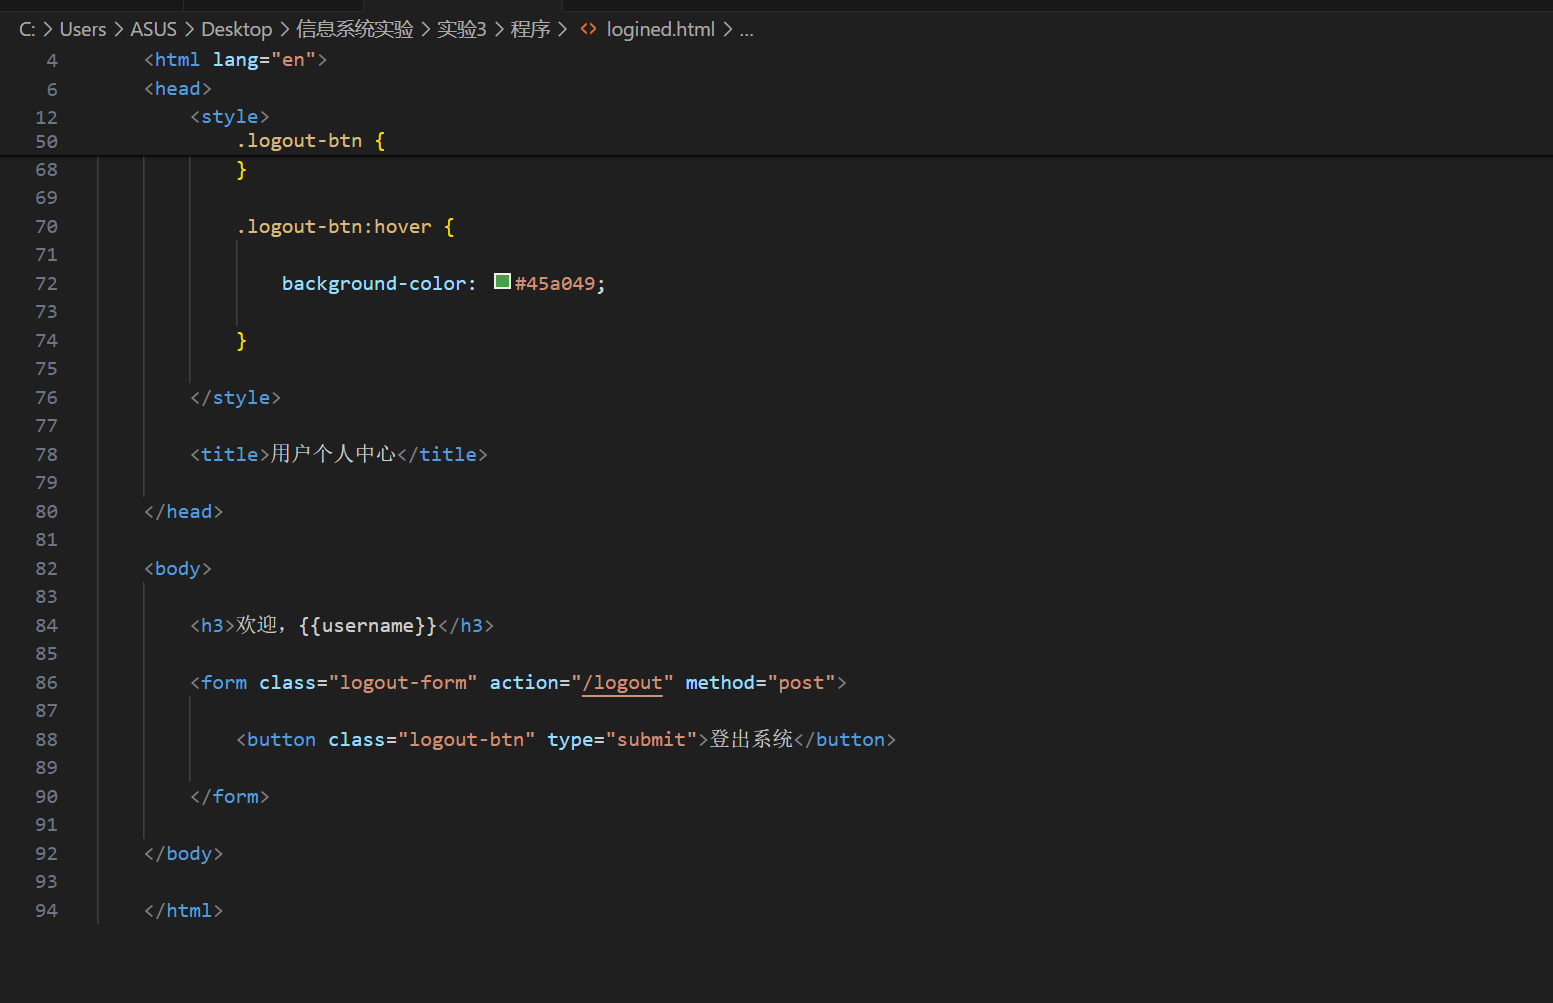 C: > Users > ASUS > Desktop > 信息系统实验 > 实验3 > 程序 > <> logined.html > ...
4 <html lang="en">
6 <head>
12 <style>
50 .logout-btn {
68 }
69
70 .logout-btn:hover {
71
72 background-color: #45a049;
73
74 }
75
76 </style>
77
78 <title>用户个人中心</title>
79
80 </head>
81
82 <body>
83
84 <h3>欢迎，{{username}}</h3>
85
86 <form class="logout-form" action="/logout" method="post">
87
88 <button class="logout-btn" type="submit">登出系统</button>
89
90 </form>
91
92 </body>
93
94 </html>